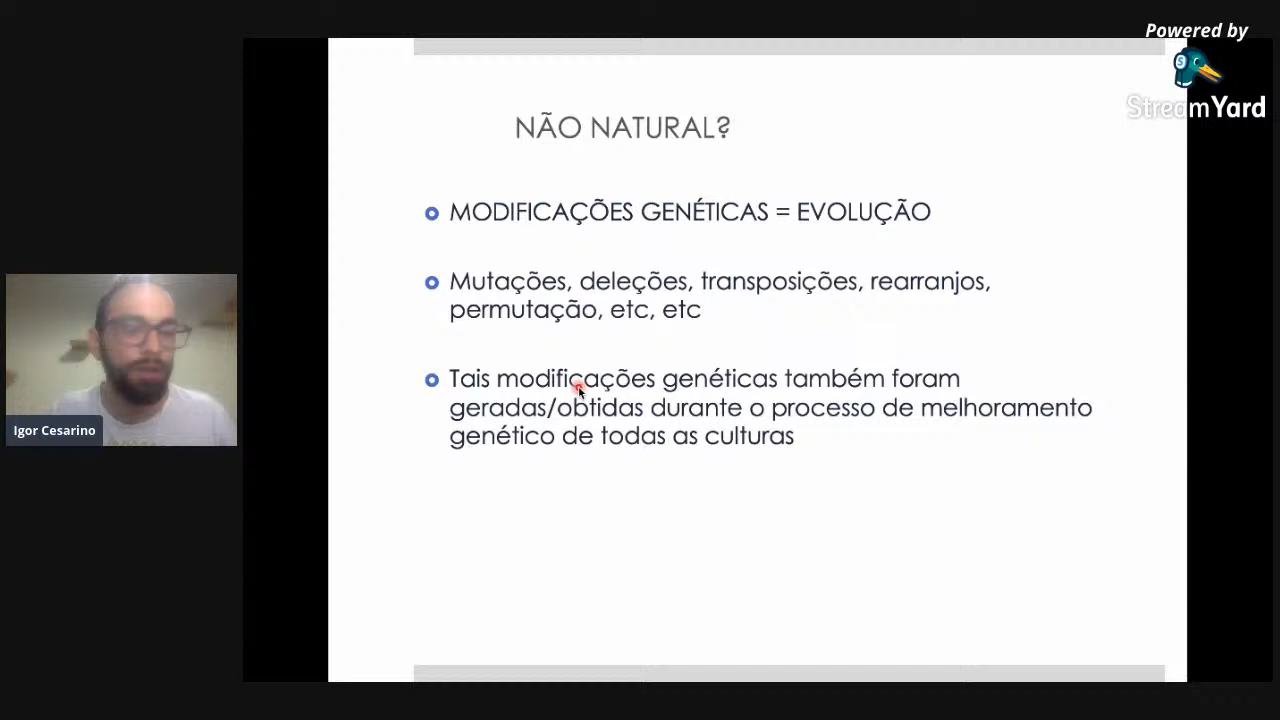 Powered by
StreamYard
NÃO NATURAL?
MODIFICAÇÕES GENÉTICAS = EVOLUÇÃO
Mutações, deleções, transposições, rearranjos,
permutação, etc, etc
Tais modificações genéticas também foram
geradas/obtidas durante o processo de melhoramento
genético de todas as culturas
Igor Cesarino